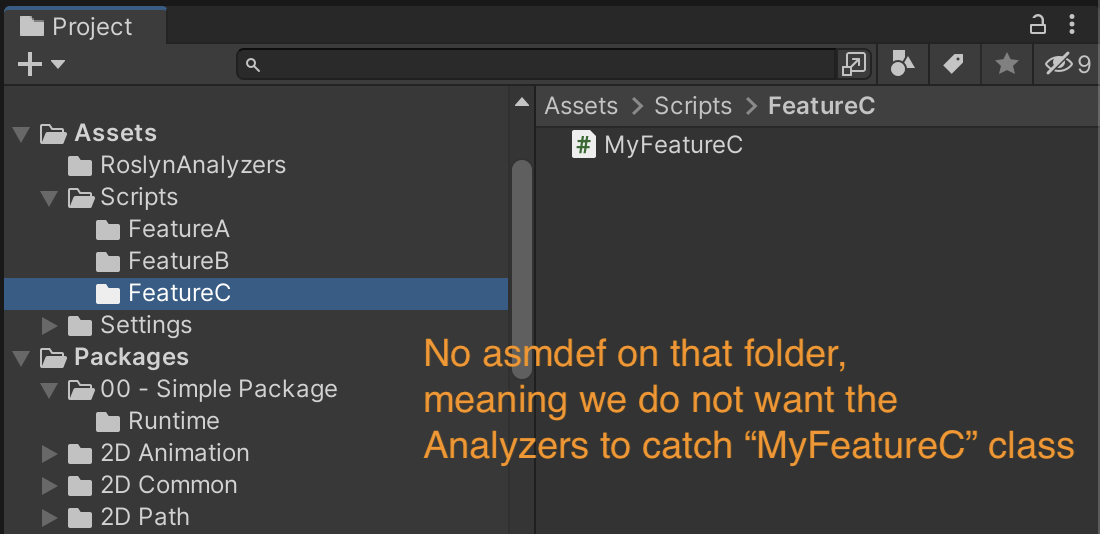 Project
9
Assets
RoslynAnalyzers
Scripts
FeatureA
FeatureB
FeatureC
Settings
Packages
00 - Simple Package
Runtime
2D Animation
2D Common
2D Path
Assets > Scripts > FeatureC
# MyFeatureC
No asmdef on that folder,
meaning we do not want the
Analyzers to catch “MyFeatureC” class